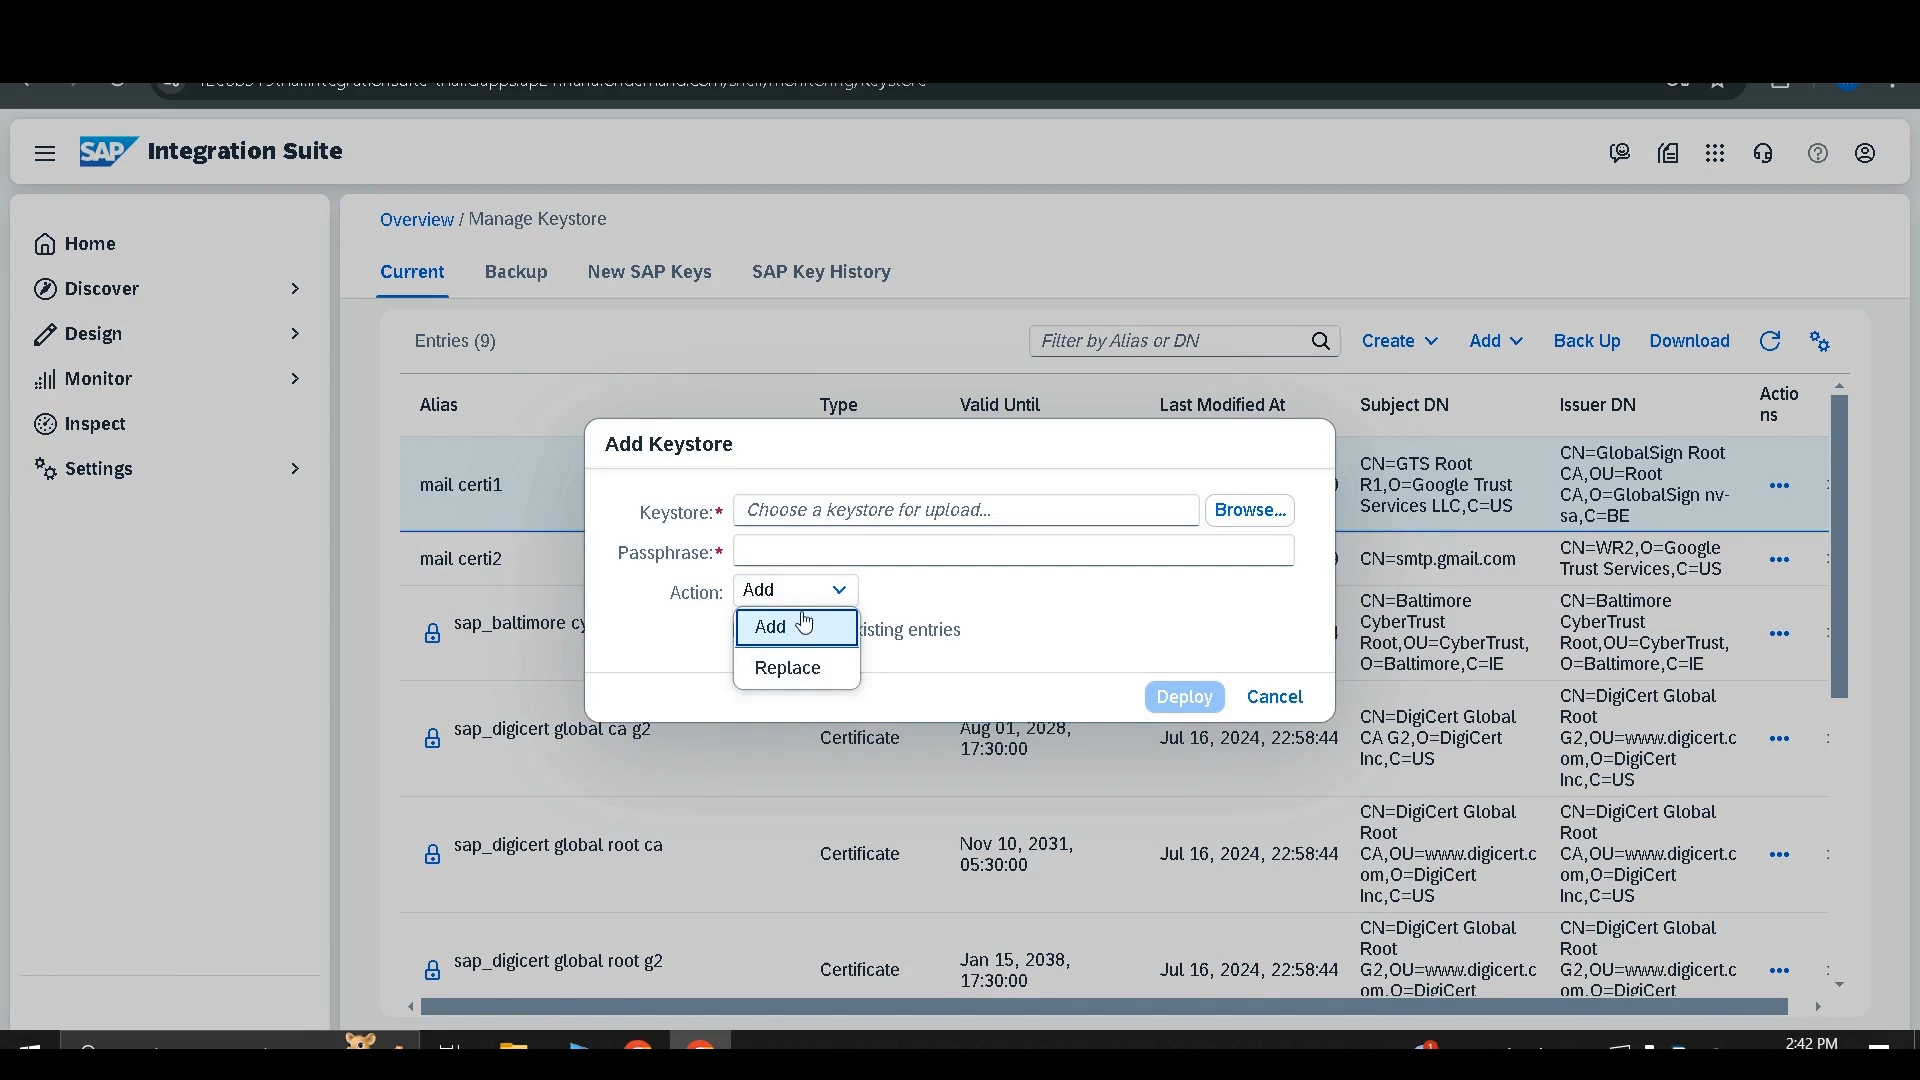 SAP Integration Suite
Home
Discover
Design
Monitor
Inspect
Settings
Overview / Manage Keystore
Current
Backup
New SAP Keys
SAP Key History
Entries (9)
Filter by Alias or DN
Create
Add
Back Up
Download
Alias
Type
Valid Until
Last Modified At
Subject DN
Issuer DN
Actio
ns
mail certi1
CN=GTS Root
R1,O=Google Trust
Services LLC,C=US
CN=GlobalSign Root
CA,OU=Root
CA,O=GlobalSign nv-
sa,C=BE
mail certi2
CN=smtp.gmail.com
CN=WR2,O=Google
Trust Services,C=US
sap_baltimore
CN=Baltimore
CyberTrust
Root,OU=CyberTrust,
O=Baltimore,C=IE
CN=Baltimore
CyberTrust
Root,OU=CyberTrust,
O=Baltimore,C=IE
sap_digicert global ca g2
Certificate
Aug 01, 2028,
17:30:00
Jul 16, 2024, 22:58:44
CN=DigiCert Global
CA G2,O=DigiCert
Inc,C=US
CN=DigiCert Global
Root
G2,OU=www.digicert.c
om,O=DigiCert
Inc,C=US
sap_digicert global root ca
Certificate
Nov 10, 2031,
05:30:00
Jul 16, 2024, 22:58:44
CN=DigiCert Global
Root
CA,OU=www.digicert.c
om,O=DigiCert
Inc,C=US
CN=DigiCert Global
Root
CA,OU=www.digicert.c
om,O=DigiCert
Inc,C=US
sap_digicert global root g2
Certificate
Jan 15, 2038,
17:30:00
Jul 16, 2024, 22:58:44
CN=DigiCert Global
Root
G2,OU=www.digicert.c
om,O=DigiCert
CN=DigiCert Global
Root
G2,OU=www.digicert.c
om,O=DigiCert
Add Keystore
Keystore:*
Choose a keystore for upload...
Browse...
Passphrase:*
Action:
Add
Add
Replace
entries
Deploy
Cancel
2:42 PM